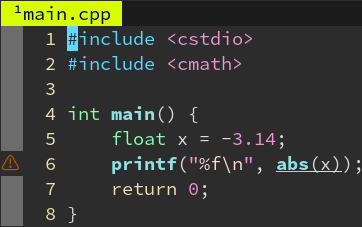 ¹main.cpp
1 #include <cstdio>
2 #include <cmath>
3
4 int main() {
5     float x = -3.14;
6     printf("%f\n", abs(x));
7     return 0;
8 }